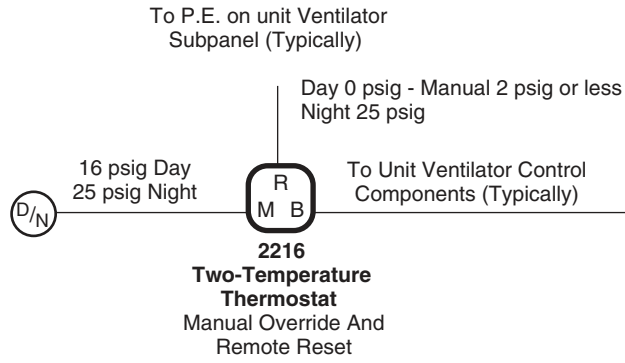 To P.E. on unit Ventilator
Subpanel (Typically)
Day 0 psig - Manual 2 psig or less
Night 25 psig
16 psig Day
25 psig Night
To Unit Ventilator Control
Components (Typically)
D/N
R
M B
2216
Two-Temperature
Thermostat
Manual Override And
Remote Reset